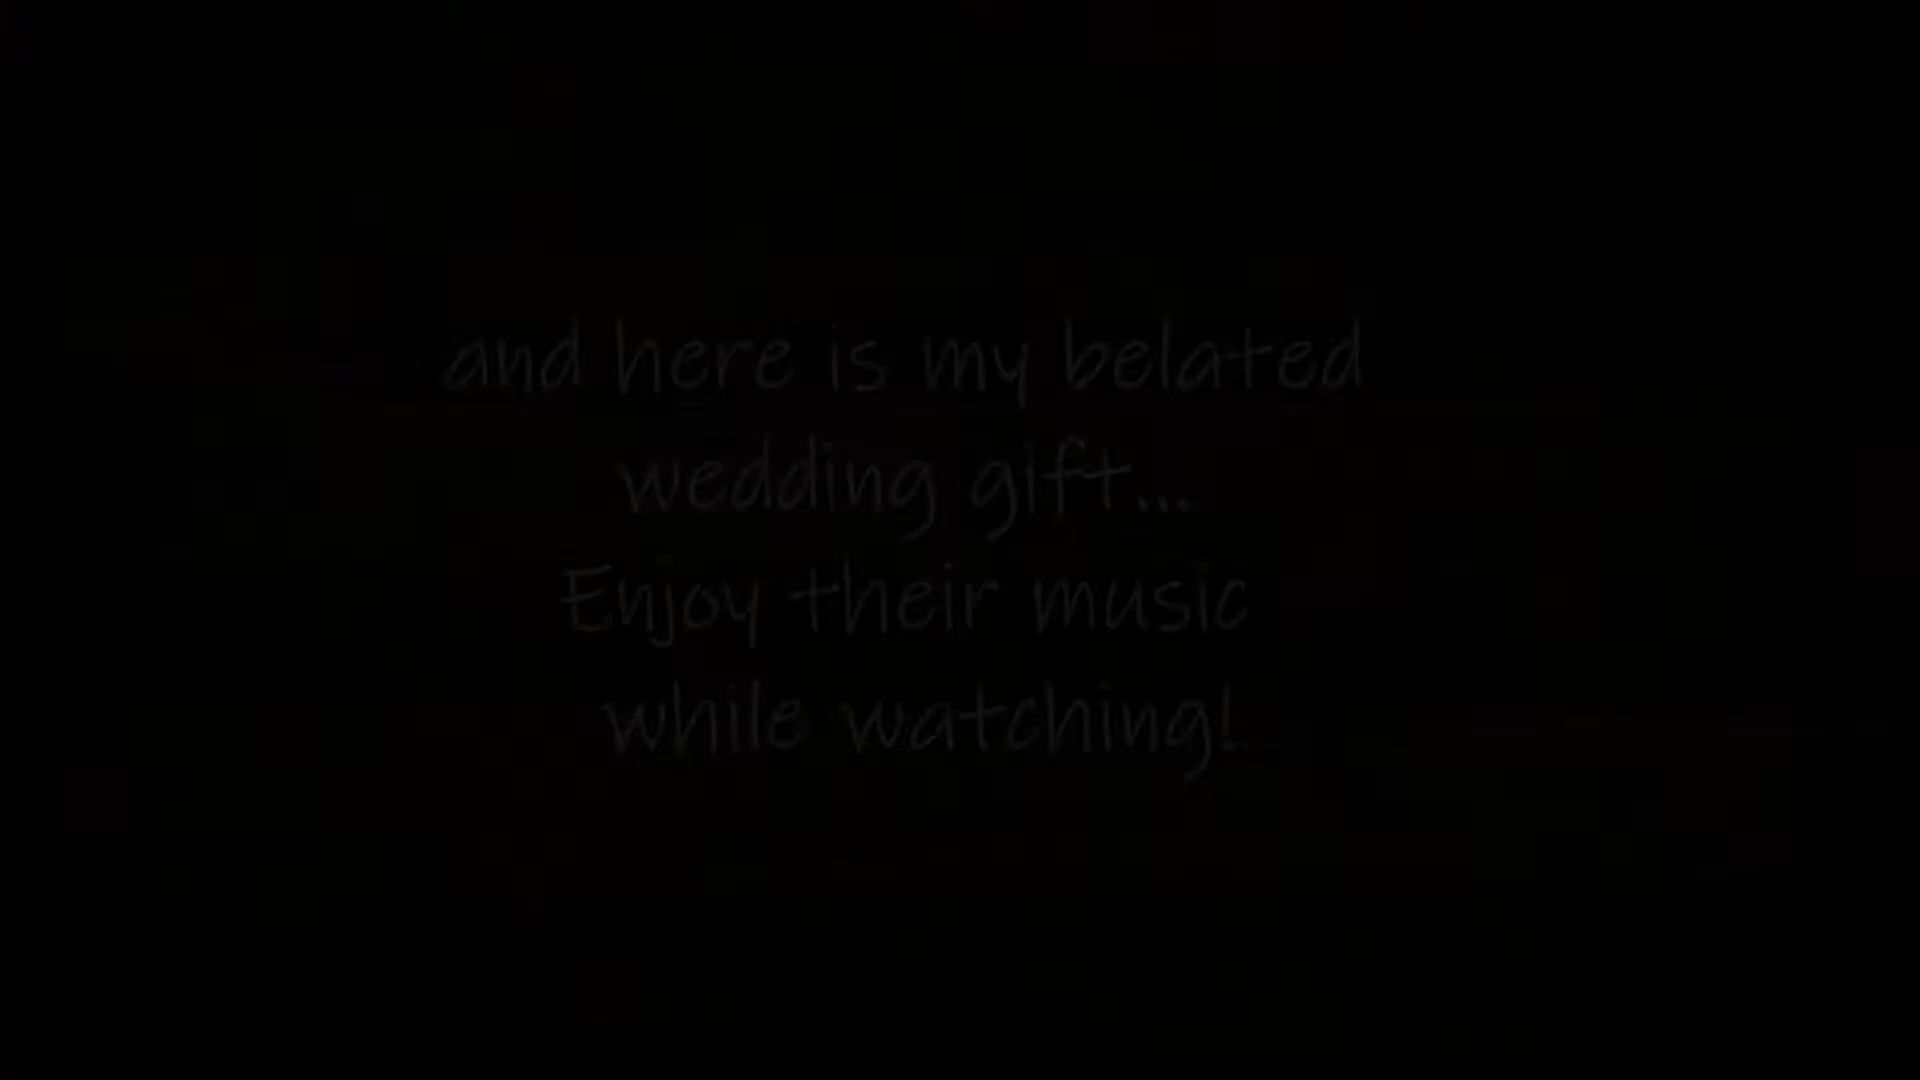 and here is my belated
wedding gift...
Enjoy their music
while watching!